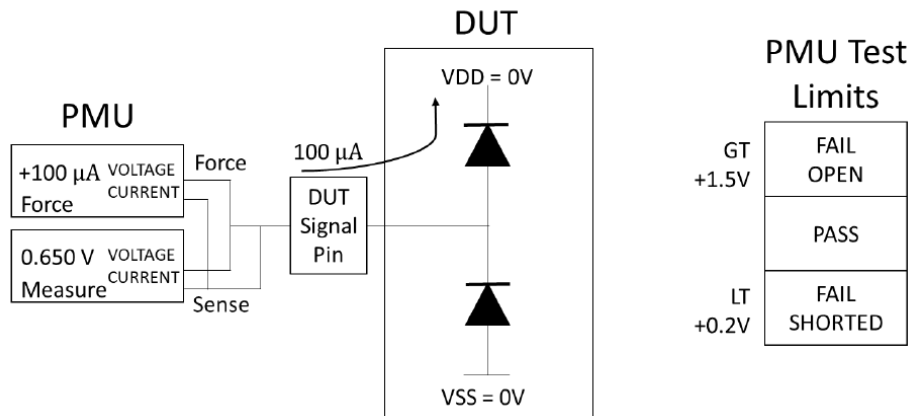 DUT
PMU
+100 µA VOLTAGE
CURRENT
Force
0.650 V VOLTAGE
CURRENT
Measure
Force
Sense
100 µA
DUT
Signal
Pin
VDD = 0V
VSS = 0V
PMU Test
Limits
GT
+1.5V
FAIL
OPEN
PASS
LT
+0.2V
FAIL
SHORTED